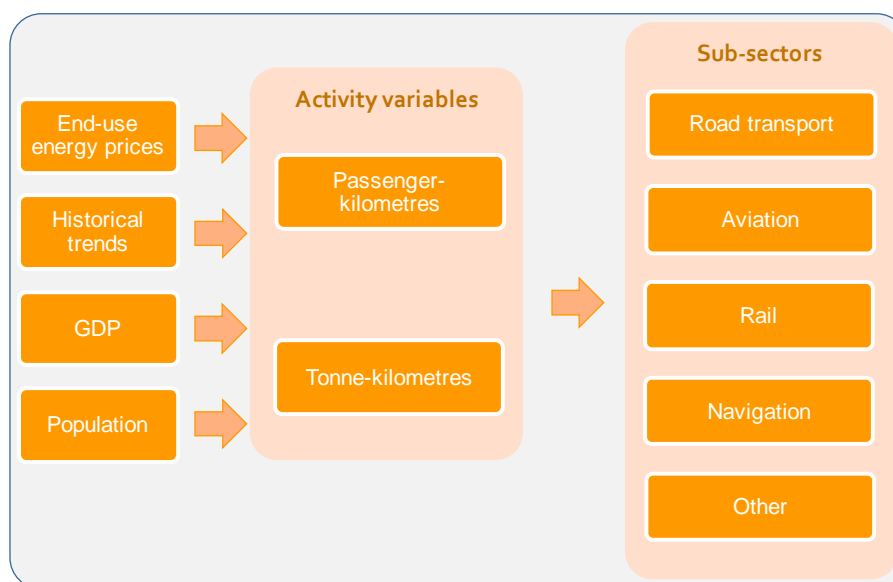 End-use
energy prices
Historical
trends
GDP
Population
Activity variables
Passenger-
kilometres
Tonne-kilometres
Sub-sectors
Road transport
Aviation
Rail
Navigation
Other